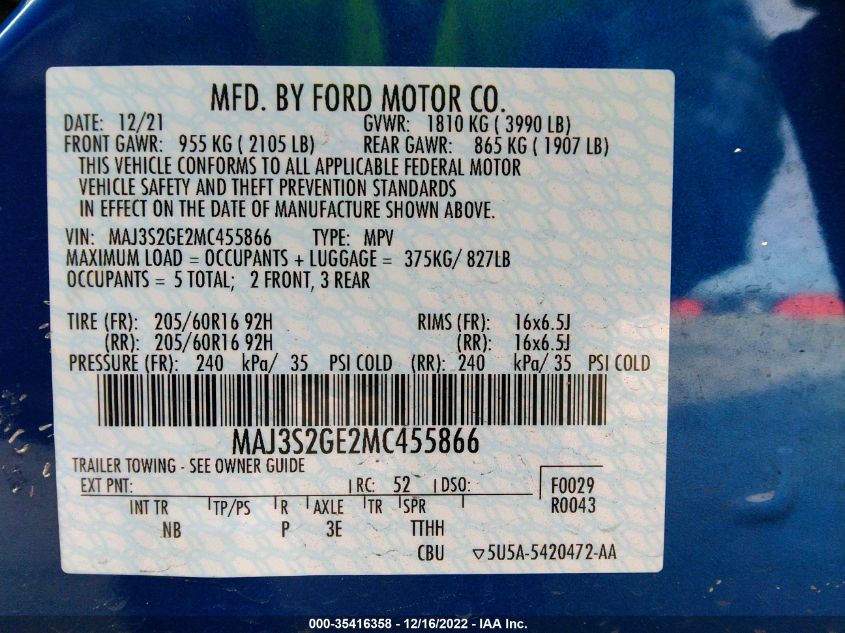 MFD. BY FORD MOTOR CO.
DATE: 12/21 GVWR: 1810 KG ( 3990 LB)
FRONT GAWR: 955 KG ( 2105 LB) REAR GAWR: 865 KG ( 1907 LB)
THIS VEHICLE CONFORMS TO ALL APPLICABLE FEDERAL MOTOR
VEHICLE SAFETY AND THEFT PREVENTION STANDARDS
IN EFFECT ON THE DATE OF MANUFACTURE SHOWN ABOVE.
VIN: MAJ3S2GE2MC455866 TYPE: MPV
MAXIMUM LOAD = OCCUPANTS + LUGGAGE = 375KG/ 827LB
OCCUPANTS = 5 TOTAL; 2 FRONT, 3 REAR
TIRE (FR): 205/60R16 92H RIMS (FR): 16x6.5J
(RR): 205/60R16 92H (RR): 16x6.5J
PRESSURE (FR): 240 kPa/ 35 PSI COLD (RR): 240 kPa/ 35 PSI COLD
MAJ3S2GE2MC455866
TRAILER TOWING - SEE OWNER GUIDE
EXT PNT: RC: 52 DSO: F0029
INT TR TP/PS R AXLE TR SPR R0043
NB P 3E TTHH
CBU ▽5U5A-5420472-AA
000-35416358 - 12/16/2022 - IAA Inc.